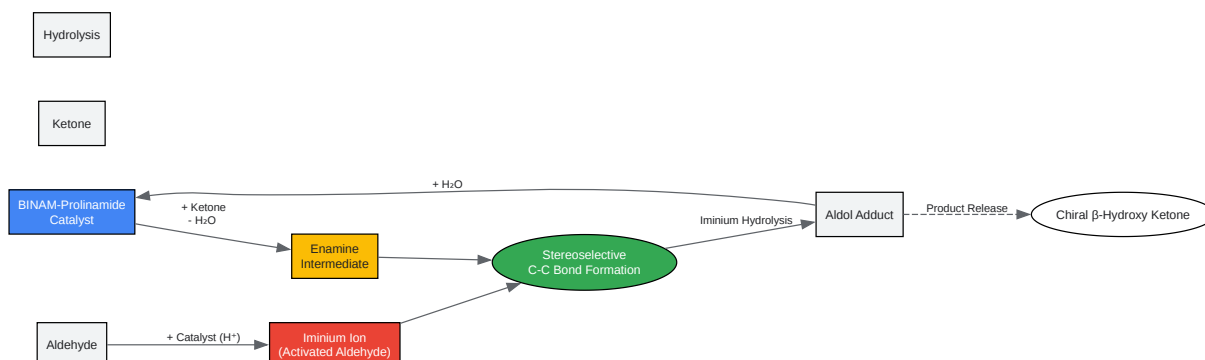 Hydrolysis
Ketone
BINAM-Prolinamide
Catalyst
+ Ketone
- H₂O
+ H₂O
Enamine
Intermediate
Stereoselective
C-C Bond Formation
Iminium Hydrolysis
Aldol Adduct
Product Release
Chiral β-Hydroxy Ketone
Aldehyde
+ Catalyst (H⁺)
Iminium Ion
(Activated Aldehyde)